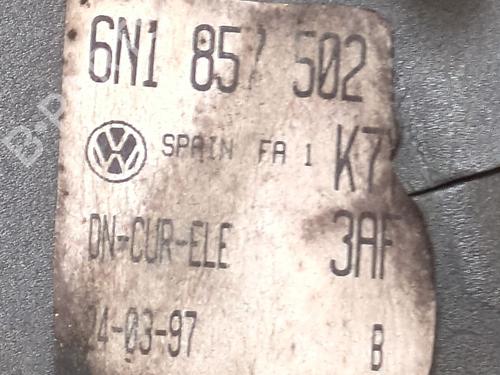 6N1 857 502
SPAIN FA 1 K7
DN-CUR-ELE 3AF
24-03-97 B